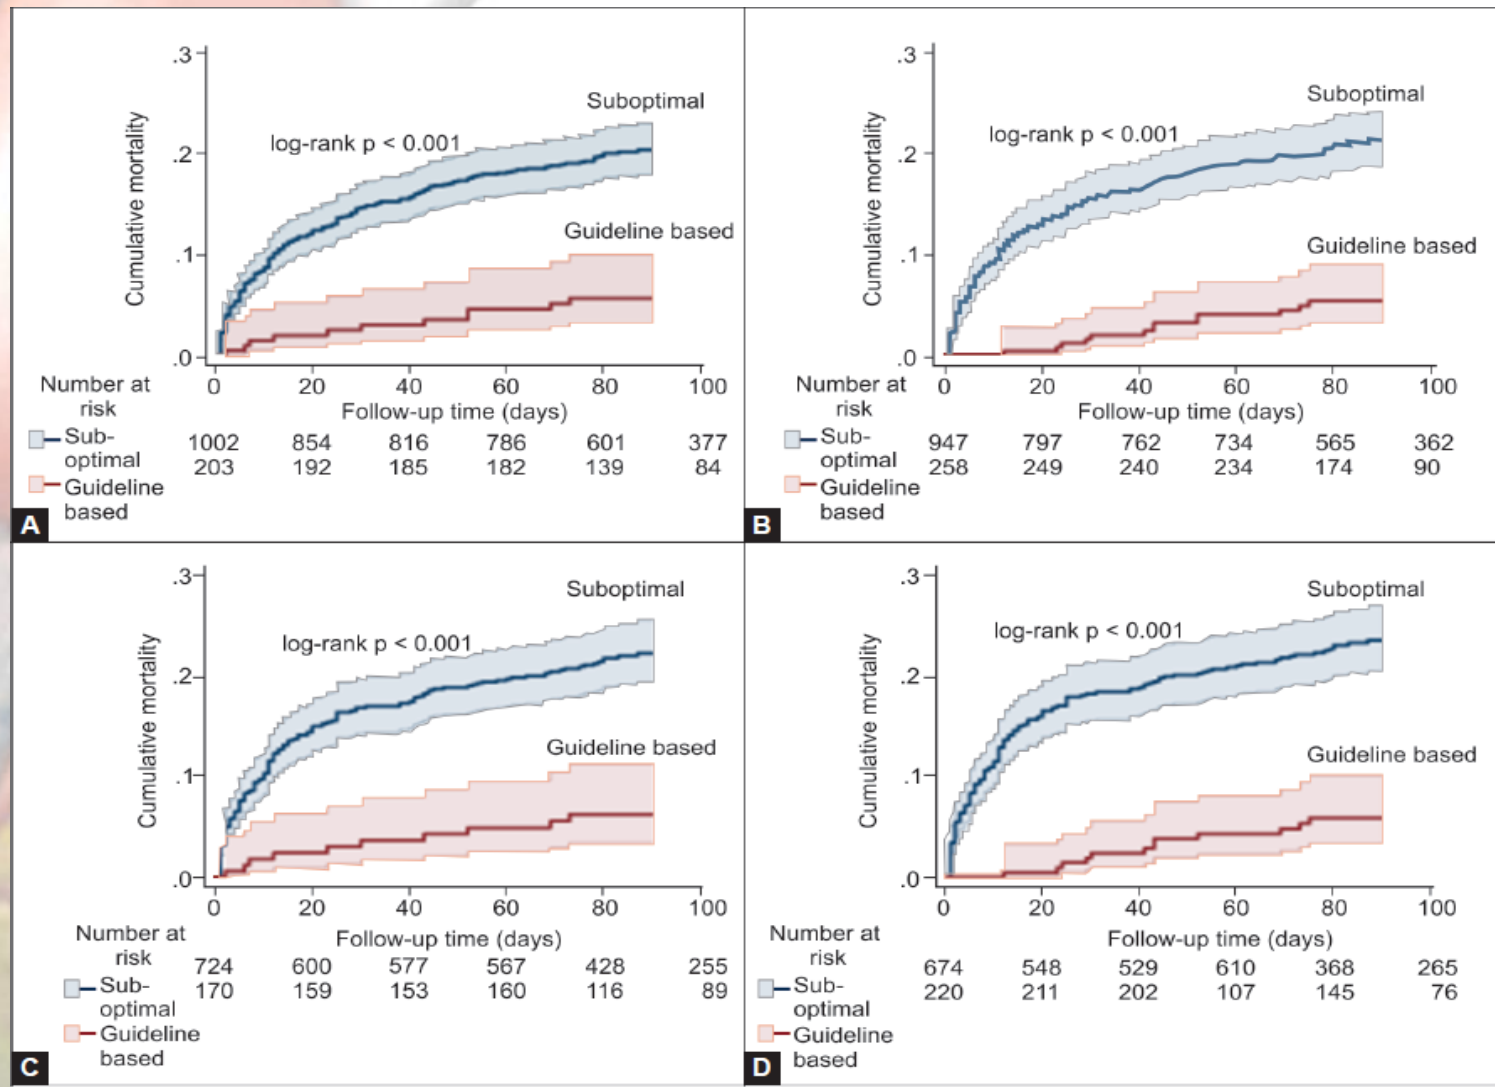 .3
Suboptimal
log-rank p < 0.001
.2
Cumulative mortality
Guideline based
.1
.0
0 20 40 60 80 100
Number at
risk
Follow-up time (days)
Sub-
optimal
1002 854 816 786 601 377
203 192 185 182 139 84
Guideline
based
A
.3
Suboptimal
log-rank p < 0.001
.2
Cumulative mortality
Guideline based
.1
.0
0 20 40 60 80 100
Number at
risk
Follow-up time (days)
Sub-
optimal
947 797 762 734 565 362
258 249 240 234 174 90
Guideline
based
B
.3
Suboptimal
log-rank p < 0.001
.2
Cumulative mortality
Guideline based
.1
.0
0 20 40 60 80 100
Number at
risk
Follow-up time (days)
724 600 577 567 428 255
Sub-
optimal
170 159 153 160 116 89
Guideline
based
C
.3
Suboptimal
log-rank p < 0.001
.2
Cumulative mortality
Guideline based
.1
.0
0 20 40 60 80 100
Number at
risk
Follow-up time (days)
674 548 529 610 368 265
Sub-
optimal
220 211 202 107 145 76
Guideline
based
D